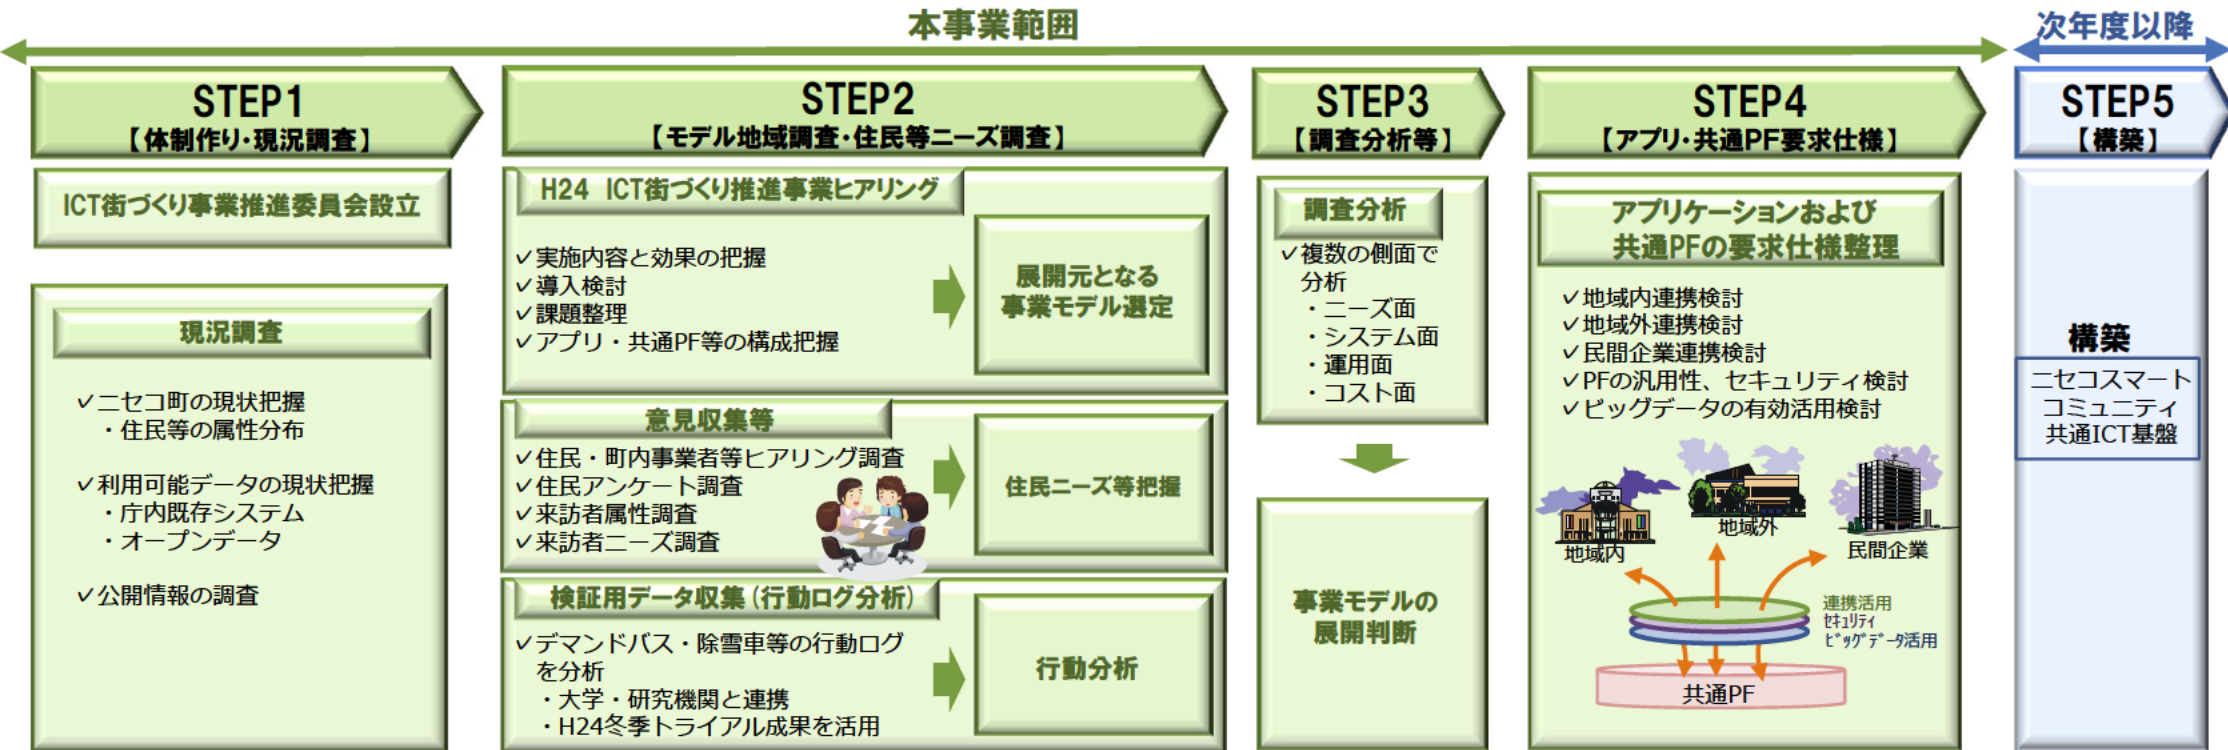 本事業範囲
次年度以降
STEP1
【体制作り・現況調査】
ICT街づくり事業推進委員会設立
現況調査
✓ニセコ町の現状把握
・住民等の属性分布
✓利用可能データの現状把握
・庁内既存システム
・オープンデータ
✓公開情報の調査
STEP2
【モデル地域調査・住民等ニーズ調査】
H24 ICT街づくり推進事業ヒアリング
✓実施内容と効果の把握
✓導入検討
✓課題整理
✓アプリ・共通PF等の構成把握
展開元となる
事業モデル選定
意見収集等
✓住民・町内事業者等ヒアリング調査
✓住民アンケート調査
✓来訪者属性調査
✓来訪者ニーズ調査
住民ニーズ等把握
検証用データ収集(行動ログ分析)
✓デマンドバス・除雪車等の行動ログ
を分析
・大学・研究機関と連携
・H24冬季トライアル成果を活用
行動分析
STEP3
【調査分析等】
調査分析
✓複数の側面で
分析
・ニーズ面
・システム面
・運用面
・コスト面
事業モデルの
展開判断
STEP4
【アプリ・共通PF要求仕様】
アプリケーションおよび
共通PFの要求仕様整理
✓地域内連携検討
✓地域外連携検討
✓民間企業連携検討
✓PFの汎用性、セキュリティ検討
✓ビッグデータの有効活用検討
地域内
地域外
民間企業
連携活用
ｾｷｭﾘﾃｨ
ﾋﾞｯｸﾞﾃﾞｰﾀ活用
共通PF
STEP5
【構築】
構築
ニセコスマート
コミュニティ
共通ICT基盤